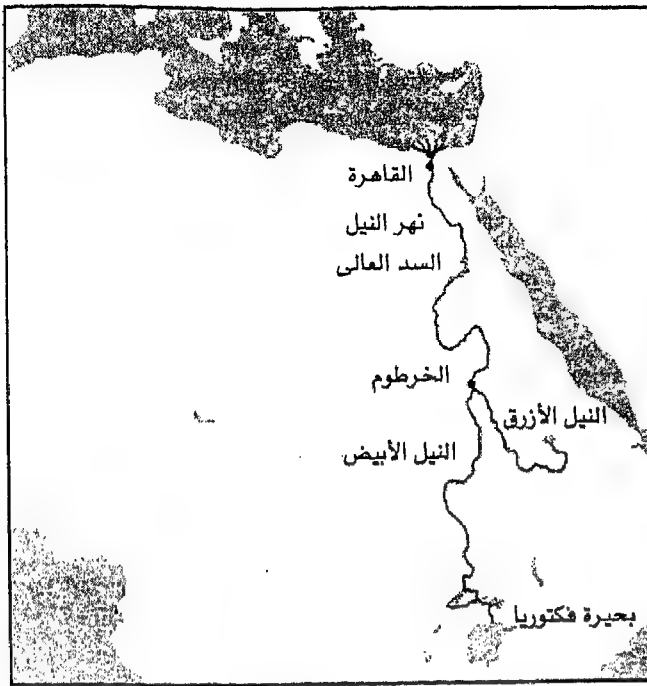 القاهرة
نهر النيل
السد العالى
الخرطوم
النيل الأزرق
النيل الأبيض
بحيرة فكتوريا